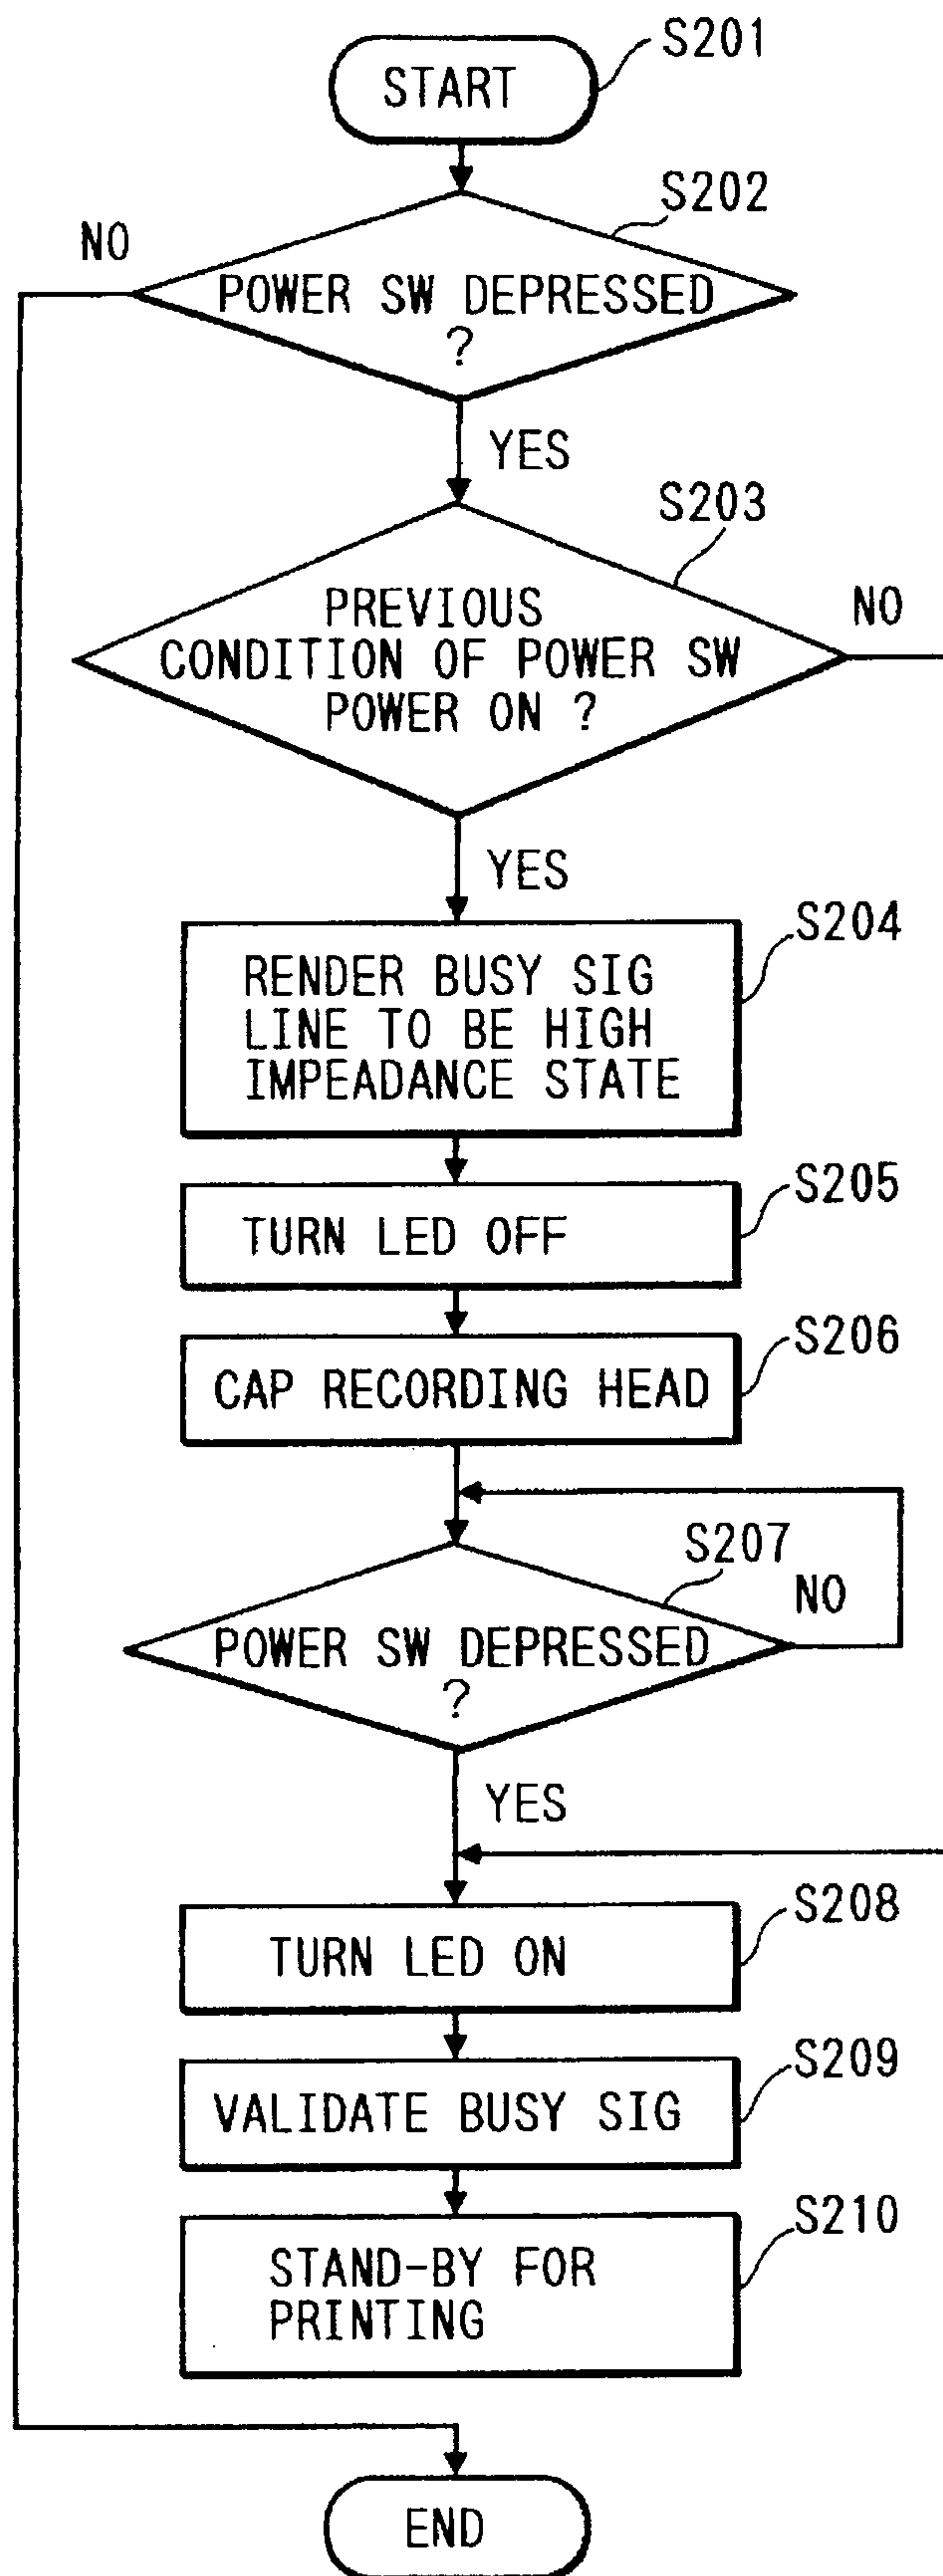 START
S201
S202
NO
POWER SW DEPRESSED
?
YES
S203
PREVIOUS
CONDITION OF POWER SW
POWER ON ?
NO
YES
S204
RENDER BUSY SIG
LINE TO BE HIGH
IMPEADANCE STATE
S205
TURN LED OFF
S206
CAP RECORDING HEAD
S207
NO
POWER SW DEPRESSED
?
YES
S208
TURN LED ON
S209
VALIDATE BUSY SIG
S210
STAND-BY FOR
PRINTING
END